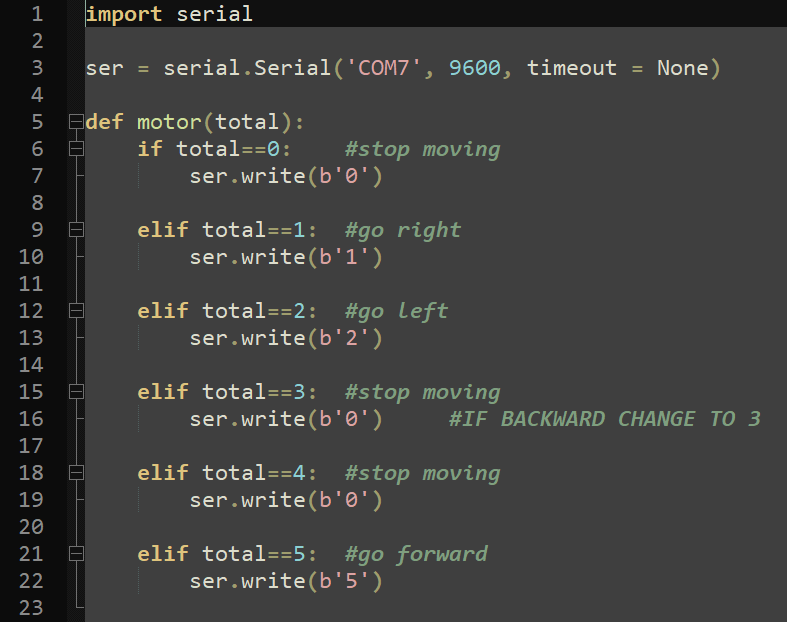 1 import serial
2
3 ser = serial.Serial('COM7', 9600, timeout = None)
4
5 def motor(total):
6     if total==0:    #stop moving
7         ser.write(b'0')
8
9     elif total==1:  #go right
10         ser.write(b'1')
11
12     elif total==2:  #go left
13         ser.write(b'2')
14
15     elif total==3:  #stop moving
16         ser.write(b'0')     #IF BACKWARD CHANGE TO 3
17
18     elif total==4:  #stop moving
19         ser.write(b'0')
20
21     elif total==5:  #go forward
22         ser.write(b'5')
23